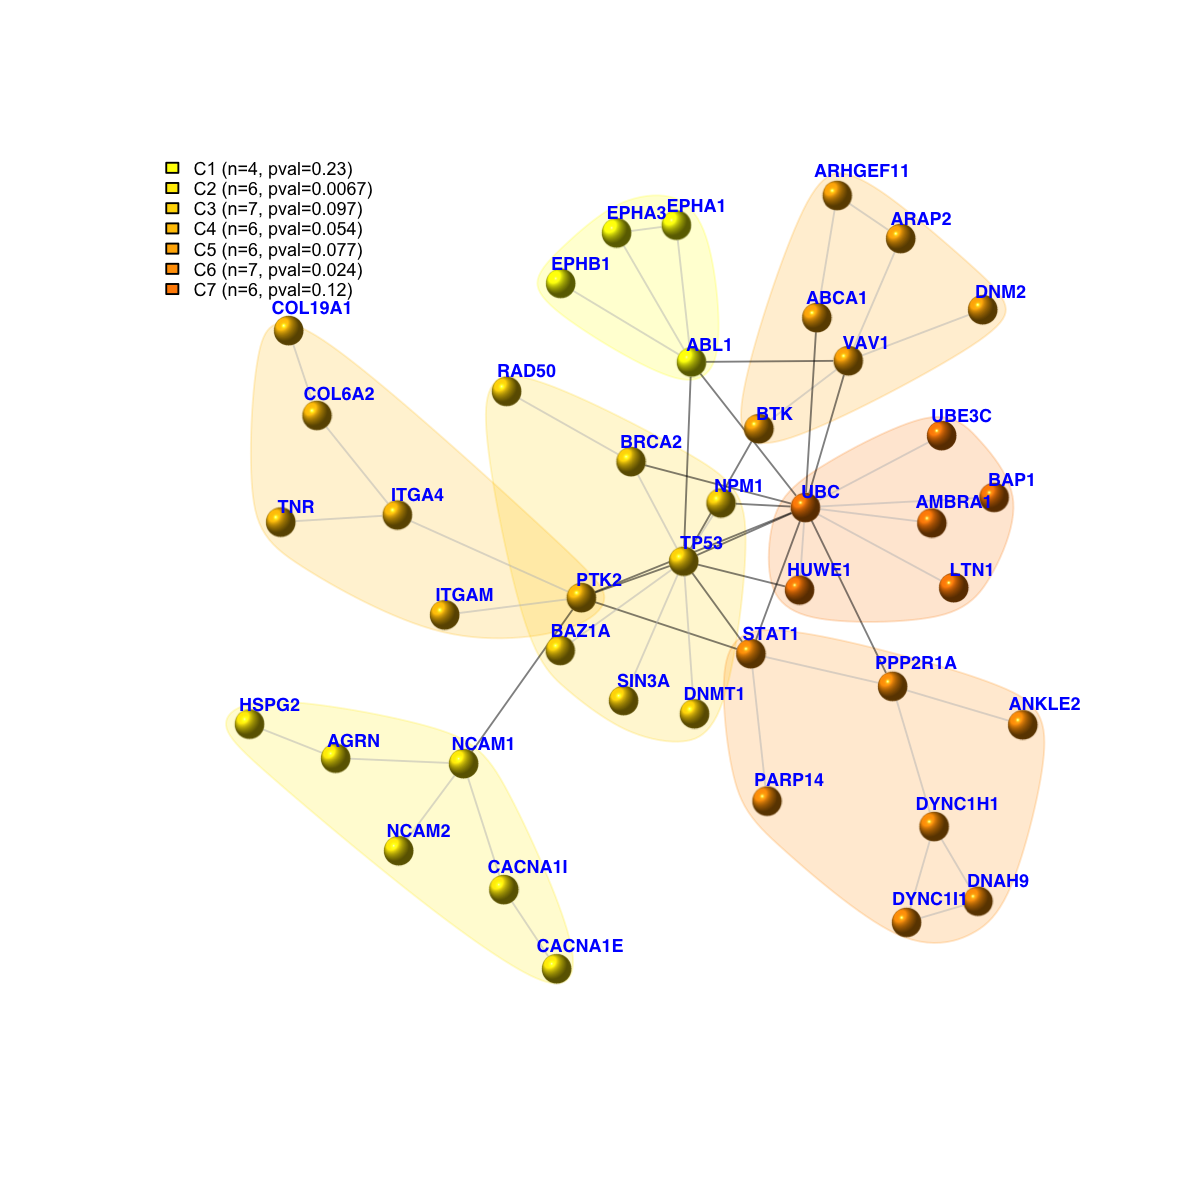 C1 (n=4, pval=0.23)
C2 (n=6, pval=0.0067)
C3 (n=7, pval=0.097)
C4 (n=6, pval=0.054)
C5 (n=6, pval=0.077)
C6 (n=7, pval=0.024)
C7 (n=6, pval=0.12)
ARHGEF11
EPHA3
EPHA1
ARAP2
EPHB1
DNM2
ABCA1
COL19A1
ABL1
VAV1
RAD50
COL6A2
BTK
UBE3C
BRCA2
BAP1
NPM1
UBC
ITGA4
AMBRA1
TNR
TP53
HUWE1
LTN1
PTK2
ITGAM
BAZ1A
STAT1
PPP2R1A
SIN3A
DNMT1
HSPG2
ANKLE2
AGRN
NCAM1
PARP14
DYNC1H1
NCAM2
CACNA1I
DNAH9
DYNC1I1
CACNA1E